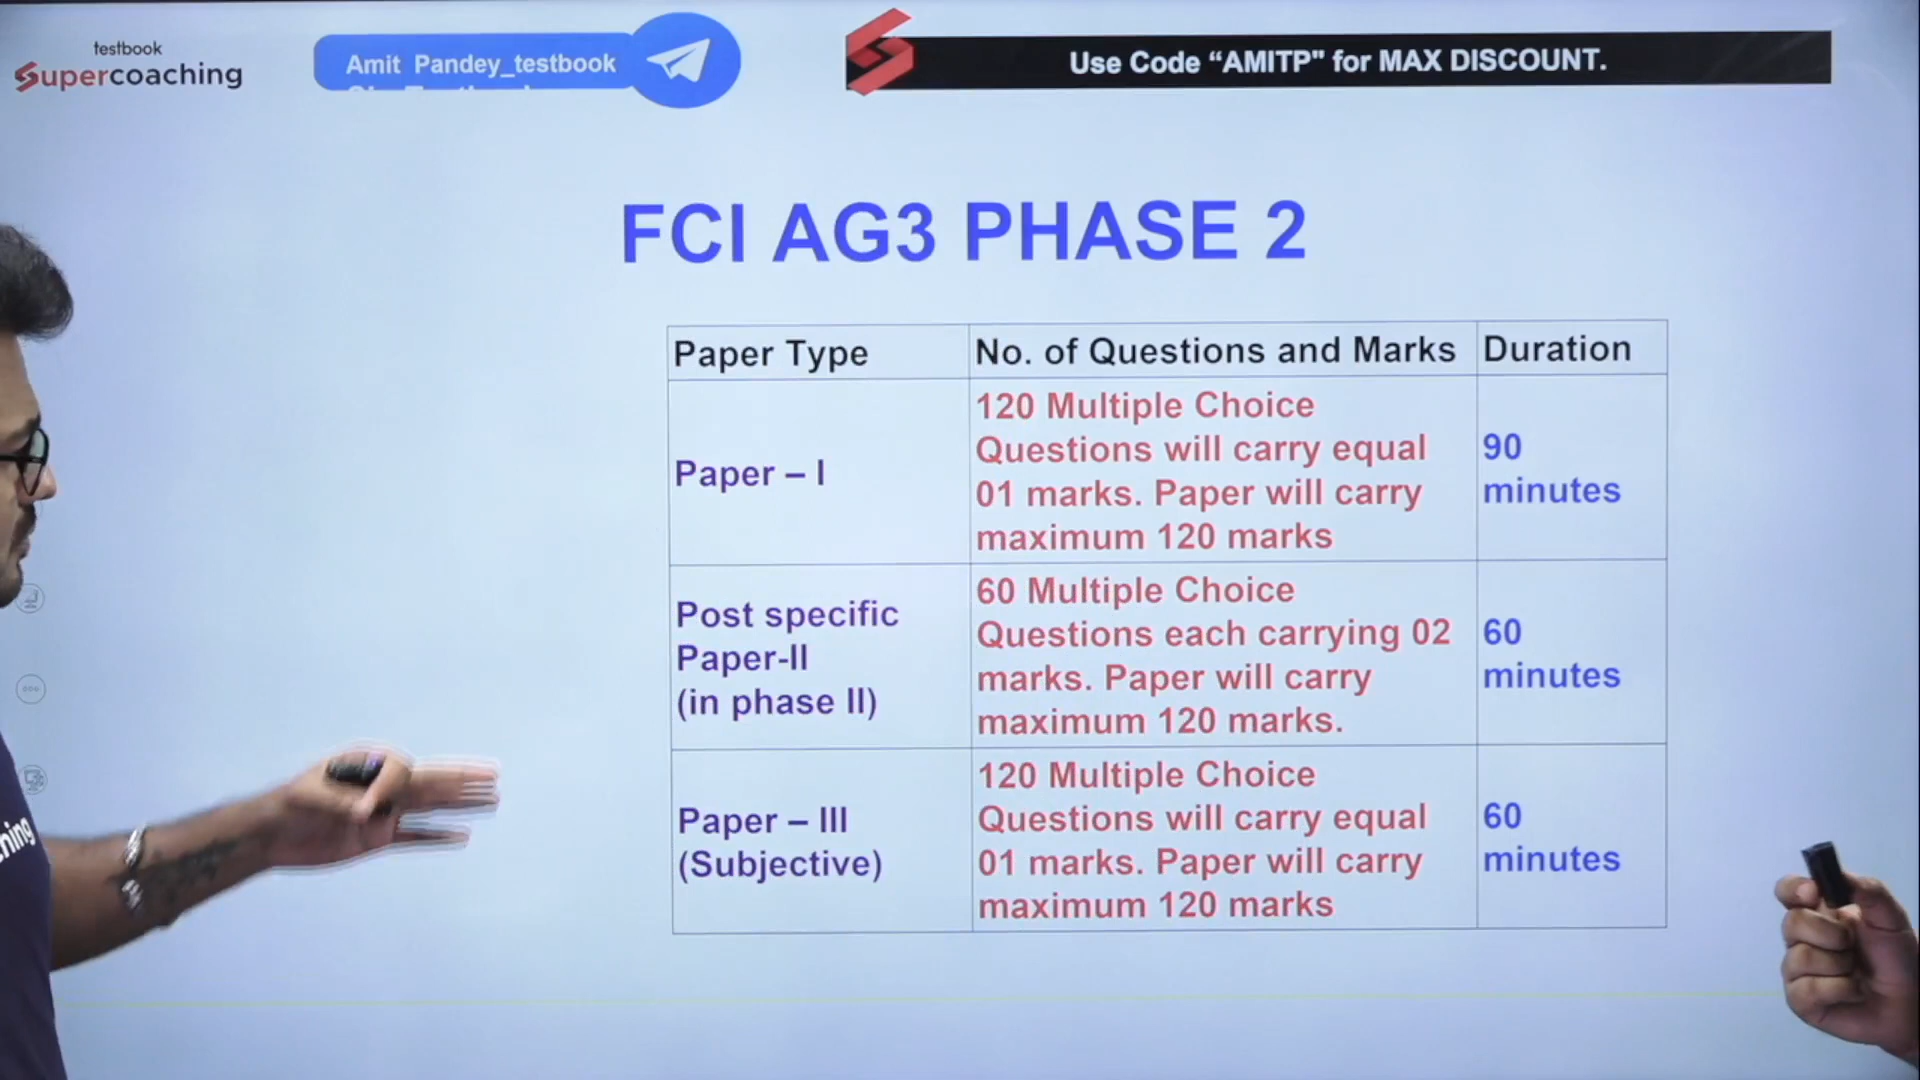 testbook
Supercoaching
Amit Pandey_testbook
Use Code “AMITP" for MAX DISCOUNT.
FCI AG3 PHASE 2
Paper Type
No. of Questions and Marks
Duration
Paper – I
120 Multiple Choice
Questions will carry equal
01 marks. Paper will carry
maximum 120 marks
90
minutes
Post specific
Paper-II
(in phase II)
60 Multiple Choice
Questions each carrying 02
marks. Paper will carry
maximum 120 marks.
60
minutes
Paper – III
(Subjective)
120 Multiple Choice
Questions will carry equal
01 marks. Paper will carry
maximum 120 marks
60
minutes